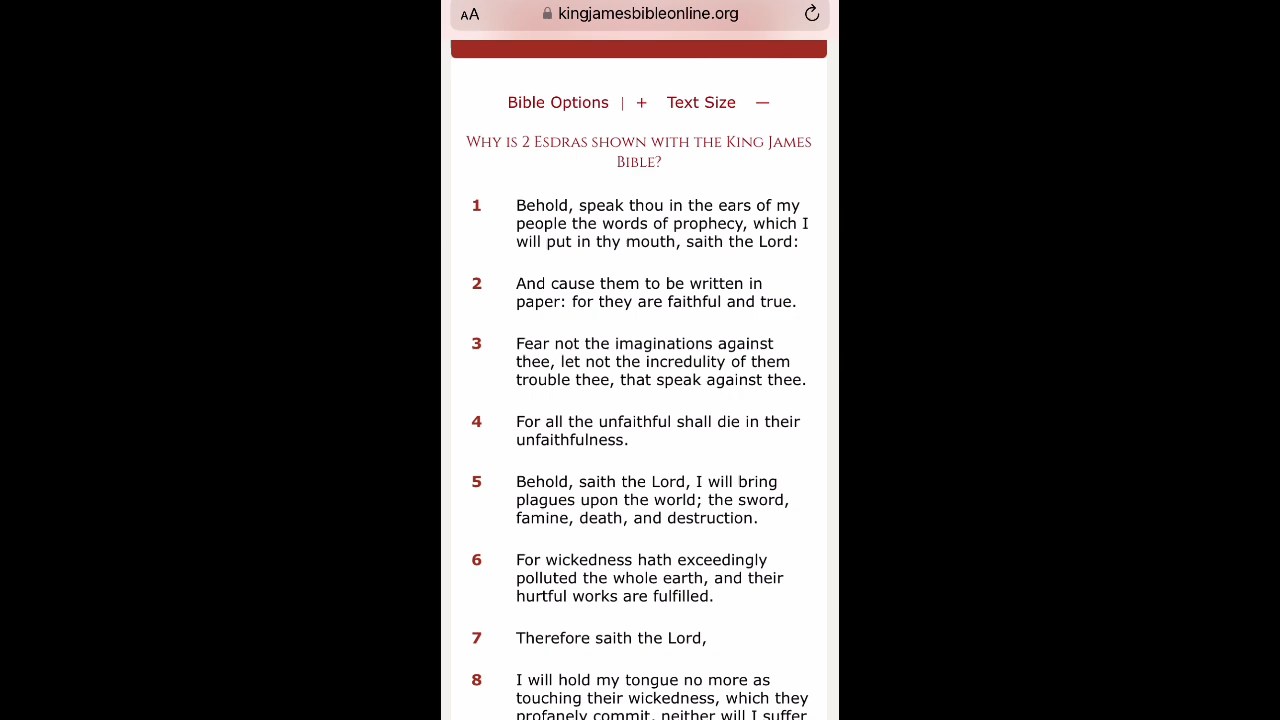 AA kingjamesbibleonline.org
Bible Options | + Text Size —
Why is 2 Esdras shown with the King James
Bible?
1 Behold, speak thou in the ears of my
people the words of prophecy, which I
will put in thy mouth, saith the Lord:
2 And cause them to be written in
paper: for they are faithful and true.
3 Fear not the imaginations against
thee, let not the incredulity of them
trouble thee, that speak against thee.
4 For all the unfaithful shall die in their
unfaithfulness.
5 Behold, saith the Lord, I will bring
plagues upon the world; the sword,
famine, death, and destruction.
6 For wickedness hath exceedingly
polluted the whole earth, and their
hurtful works are fulfilled.
7 Therefore saith the Lord,
8 I will hold my tongue no more as
touching their wickedness, which they
profanely commit, neither will I suffer